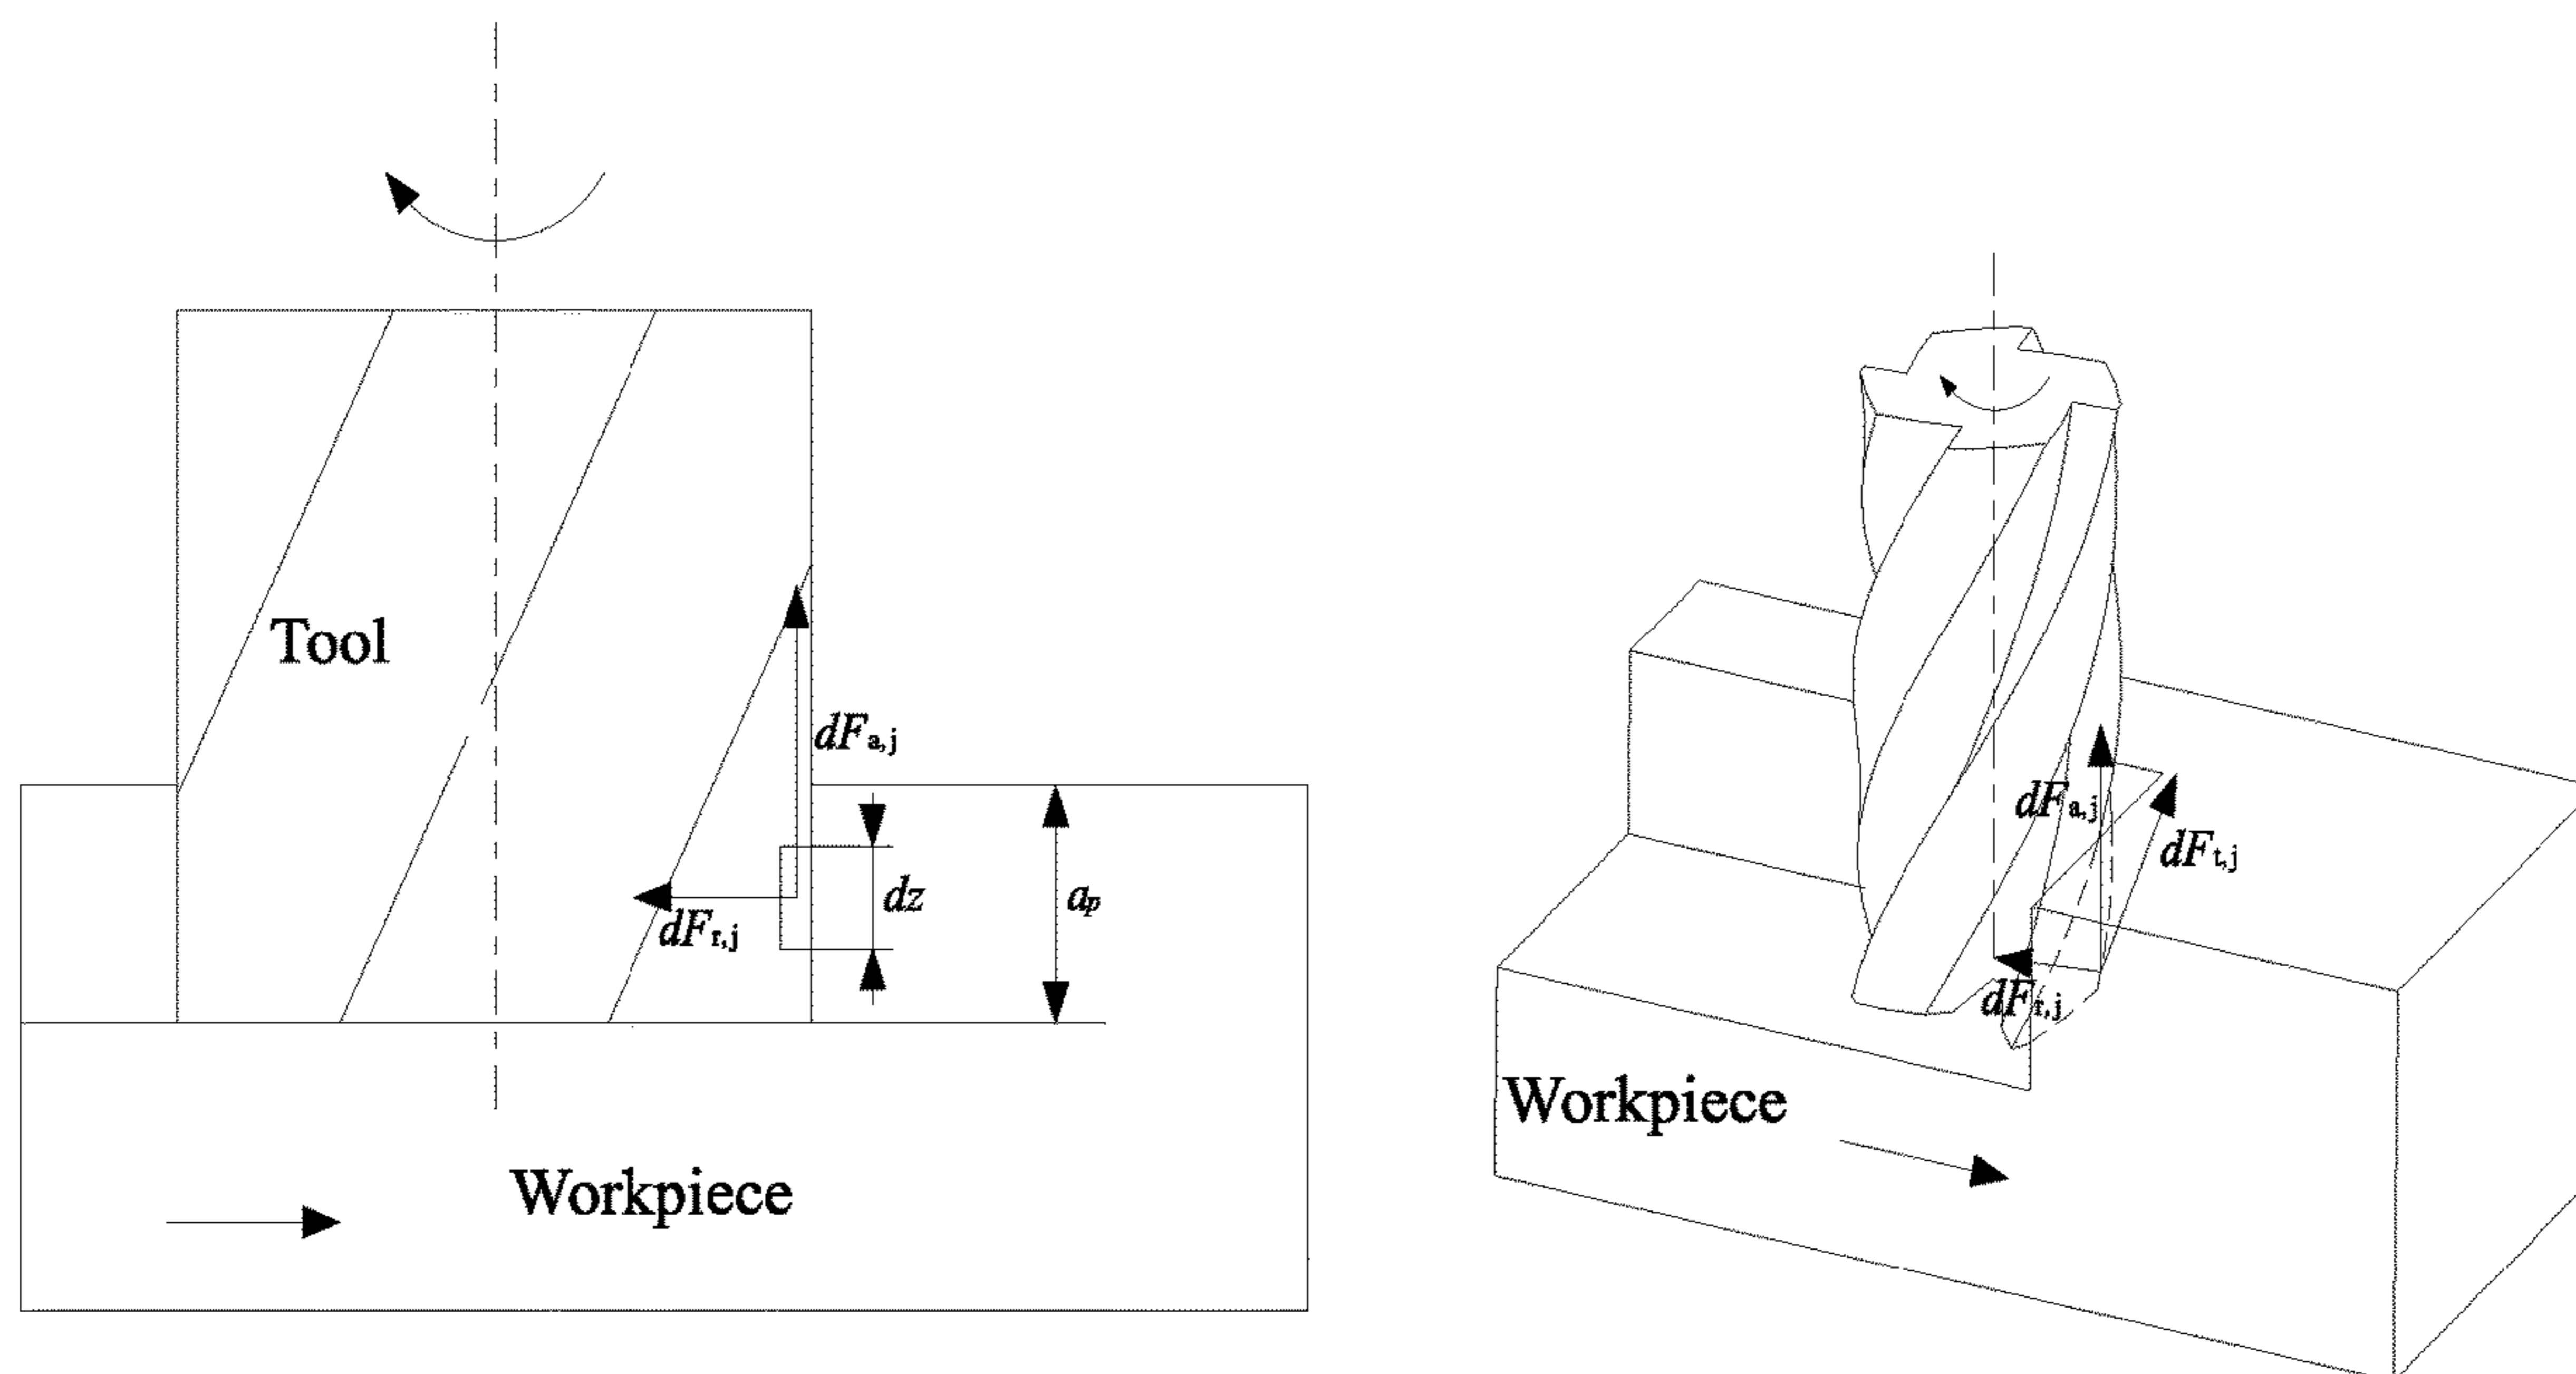 Tool
dFa,j
dz
ap
dFr,j
Workpiece
dFa,j
dFt,j
dFr,j
Workpiece